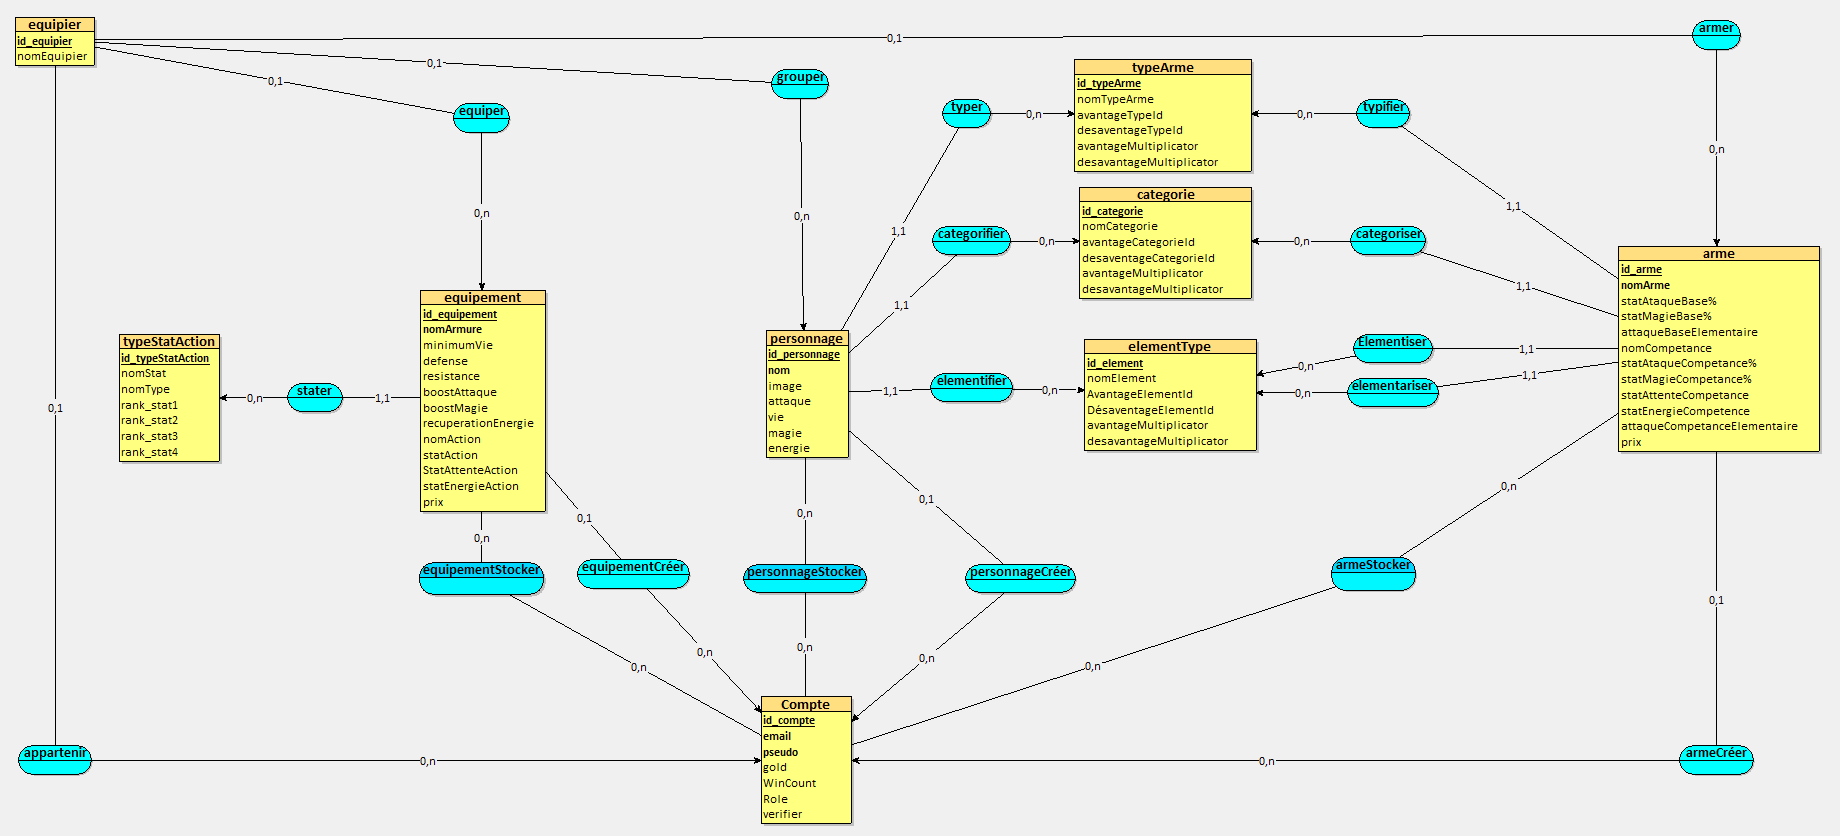 equipier
id_equipier
nomEquipier
0,1
armer
0,1
grouper
0,1
equiper
typeArme
id_typeArme
nomTypeArme
avantageTypeId
desaventageTypeId
avantageMultiplicator
desavantageMultiplicator
typer
0,n
0,n
typifier
0,n
1,1
1,1
0,n
0,n
categorie
id_categorie
nomCategorie
avantageCategorieId
desaventageCategorieId
avantageMultiplicator
desavantageMultiplicator
categorifier
0,n
0,n
categoriser
1,1
1,1
arme
id_arme
nomArme
statAtaqueBase%
statMagieBase%
attaqueBaseElementaire
nomCompetance
statAtaqueCompetance%
statMagieCompetance%
statAttenteCompetance
statEnergieCompetence
attaqueCompetanceElementaire
prix
equipement
id_equipement
nomArmure
minimumVie
defense
resistance
boostAttaque
boostMagie
recuperationEnergie
nomAction
statAction
StatAttenteAction
statEnergieAction
prix
typeStatAction
id_typeStatAction
nomStat
nomType
rank_stat1
rank_stat2
rank_stat3
rank_stat4
0,n
stater
1,1
personnage
id_personnage
nom
image
attaque
vie
magie
energie
1,1
elementifier
0,n
elementType
id_element
nomElement
AvantageElementId
DésaventageElementId
avantageMultiplicator
desavantageMultiplicator
0,n
Elementiser
1,1
0,n
elementariser
1,1
0,1
0,n
0,1
0,n
0,1
0,n
0,1
equipementStocker
equipementCréer
personnageStocker
personnageCréer
armeStocker
0,n
0,n
0,n
0,n
0,n
Compte
id_compte
email
pseudo
gold
WinCount
Role
verifier
appartenir
0,n
0,n
armeCréer